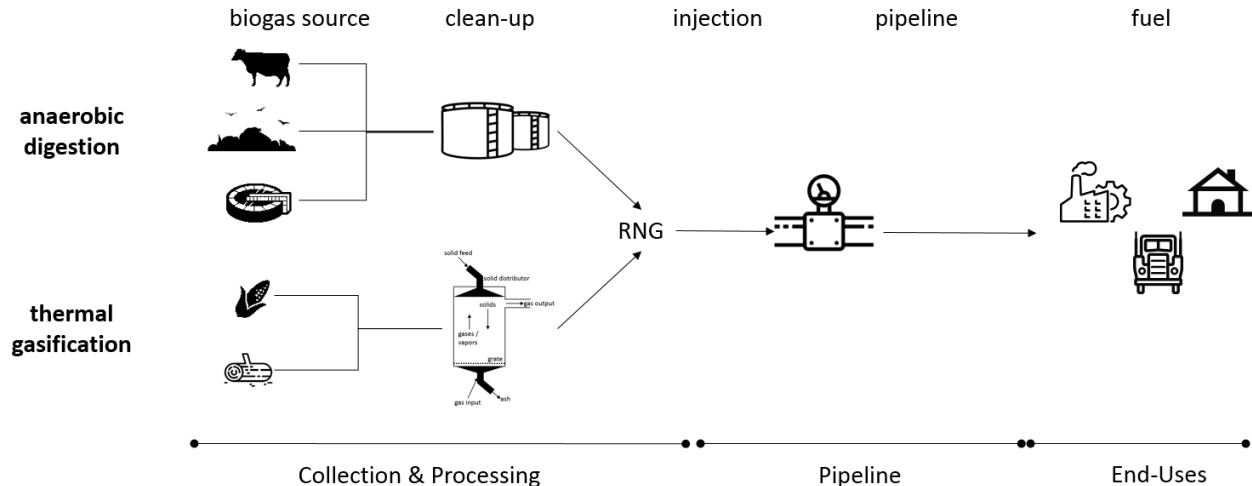 biogas source
clean-up
injection
pipeline
fuel
anaerobic
digestion
RNG
thermal
gasification
solid feed
solid distributor
solids
gas output
gases /
vapors
grate
gas input
ash
Collection & Processing
Pipeline
End-Uses